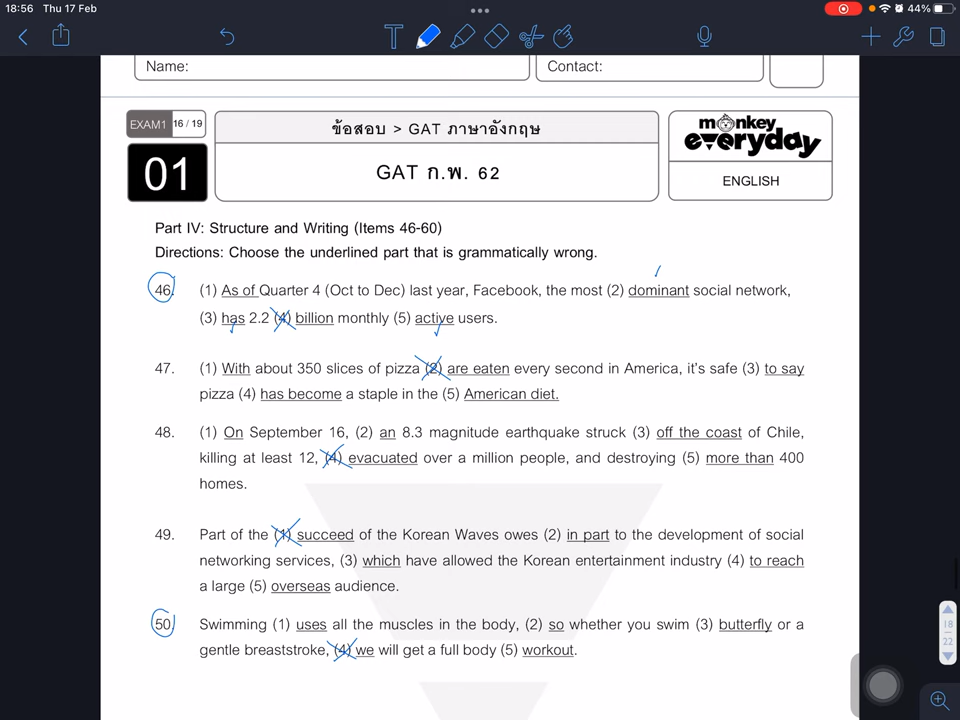 18:56 Thu 17 Feb 44%
Name: Contact:
EXAM1 16 / 19
ข้อสอบ > GAT ภาษาอังกฤษ
monkey everyday
01
GAT ก.พ. 62
ENGLISH
Part IV: Structure and Writing (Items 46-60)
Directions: Choose the underlined part that is grammatically wrong.
46. (1) As of Quarter 4 (Oct to Dec) last year, Facebook, the most (2) dominant social network,
(3) has 2.2 (4) billion monthly (5) active users.
47. (1) With about 350 slices of pizza (2) are eaten every second in America, it's safe (3) to say
pizza (4) has become a staple in the (5) American diet.
48. (1) On September 16, (2) an 8.3 magnitude earthquake struck (3) off the coast of Chile,
killing at least 12, (4) evacuated over a million people, and destroying (5) more than 400
homes.
49. Part of the (1) succeed of the Korean Waves owes (2) in part to the development of social
networking services, (3) which have allowed the Korean entertainment industry (4) to reach
a large (5) overseas audience.
50. Swimming (1) uses all the muscles in the body, (2) so whether you swim (3) butterfly or a
gentle breaststroke, (4) we will get a full body (5) workout.
18
22